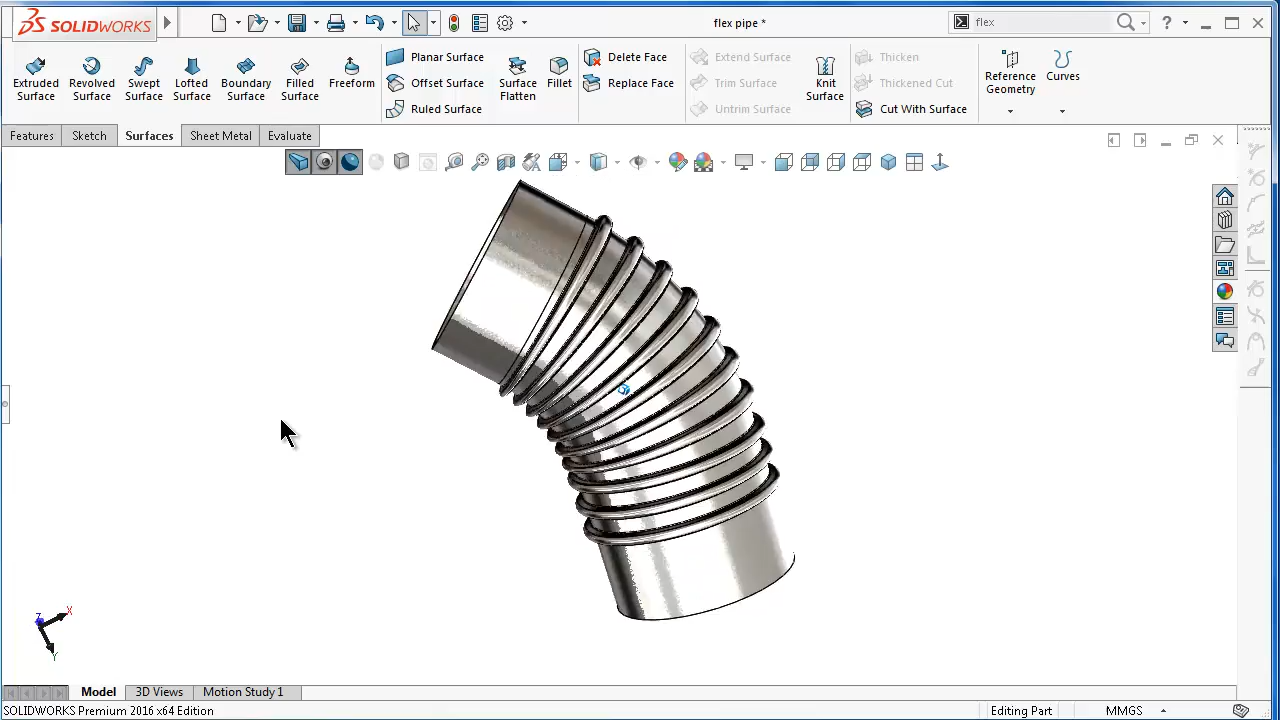 SOLIDWORKS
flex pipe *
flex
?
Extruded Surface
Revolved Surface
Swept Surface
Lofted Surface
Boundary Surface
Filled Surface
Freeform
Planar Surface
Offset Surface
Ruled Surface
Surface Flatten
Fillet
Delete Face
Replace Face
Extend Surface
Trim Surface
Untrim Surface
Knit Surface
Thicken
Thickened Cut
Cut With Surface
Reference Geometry
Curves
Features
Sketch
Surfaces
Sheet Metal
Evaluate
Z
X
Y
Model
3D Views
Motion Study 1
SOLIDWORKS Premium 2016 x64 Edition
Editing Part
MMGS